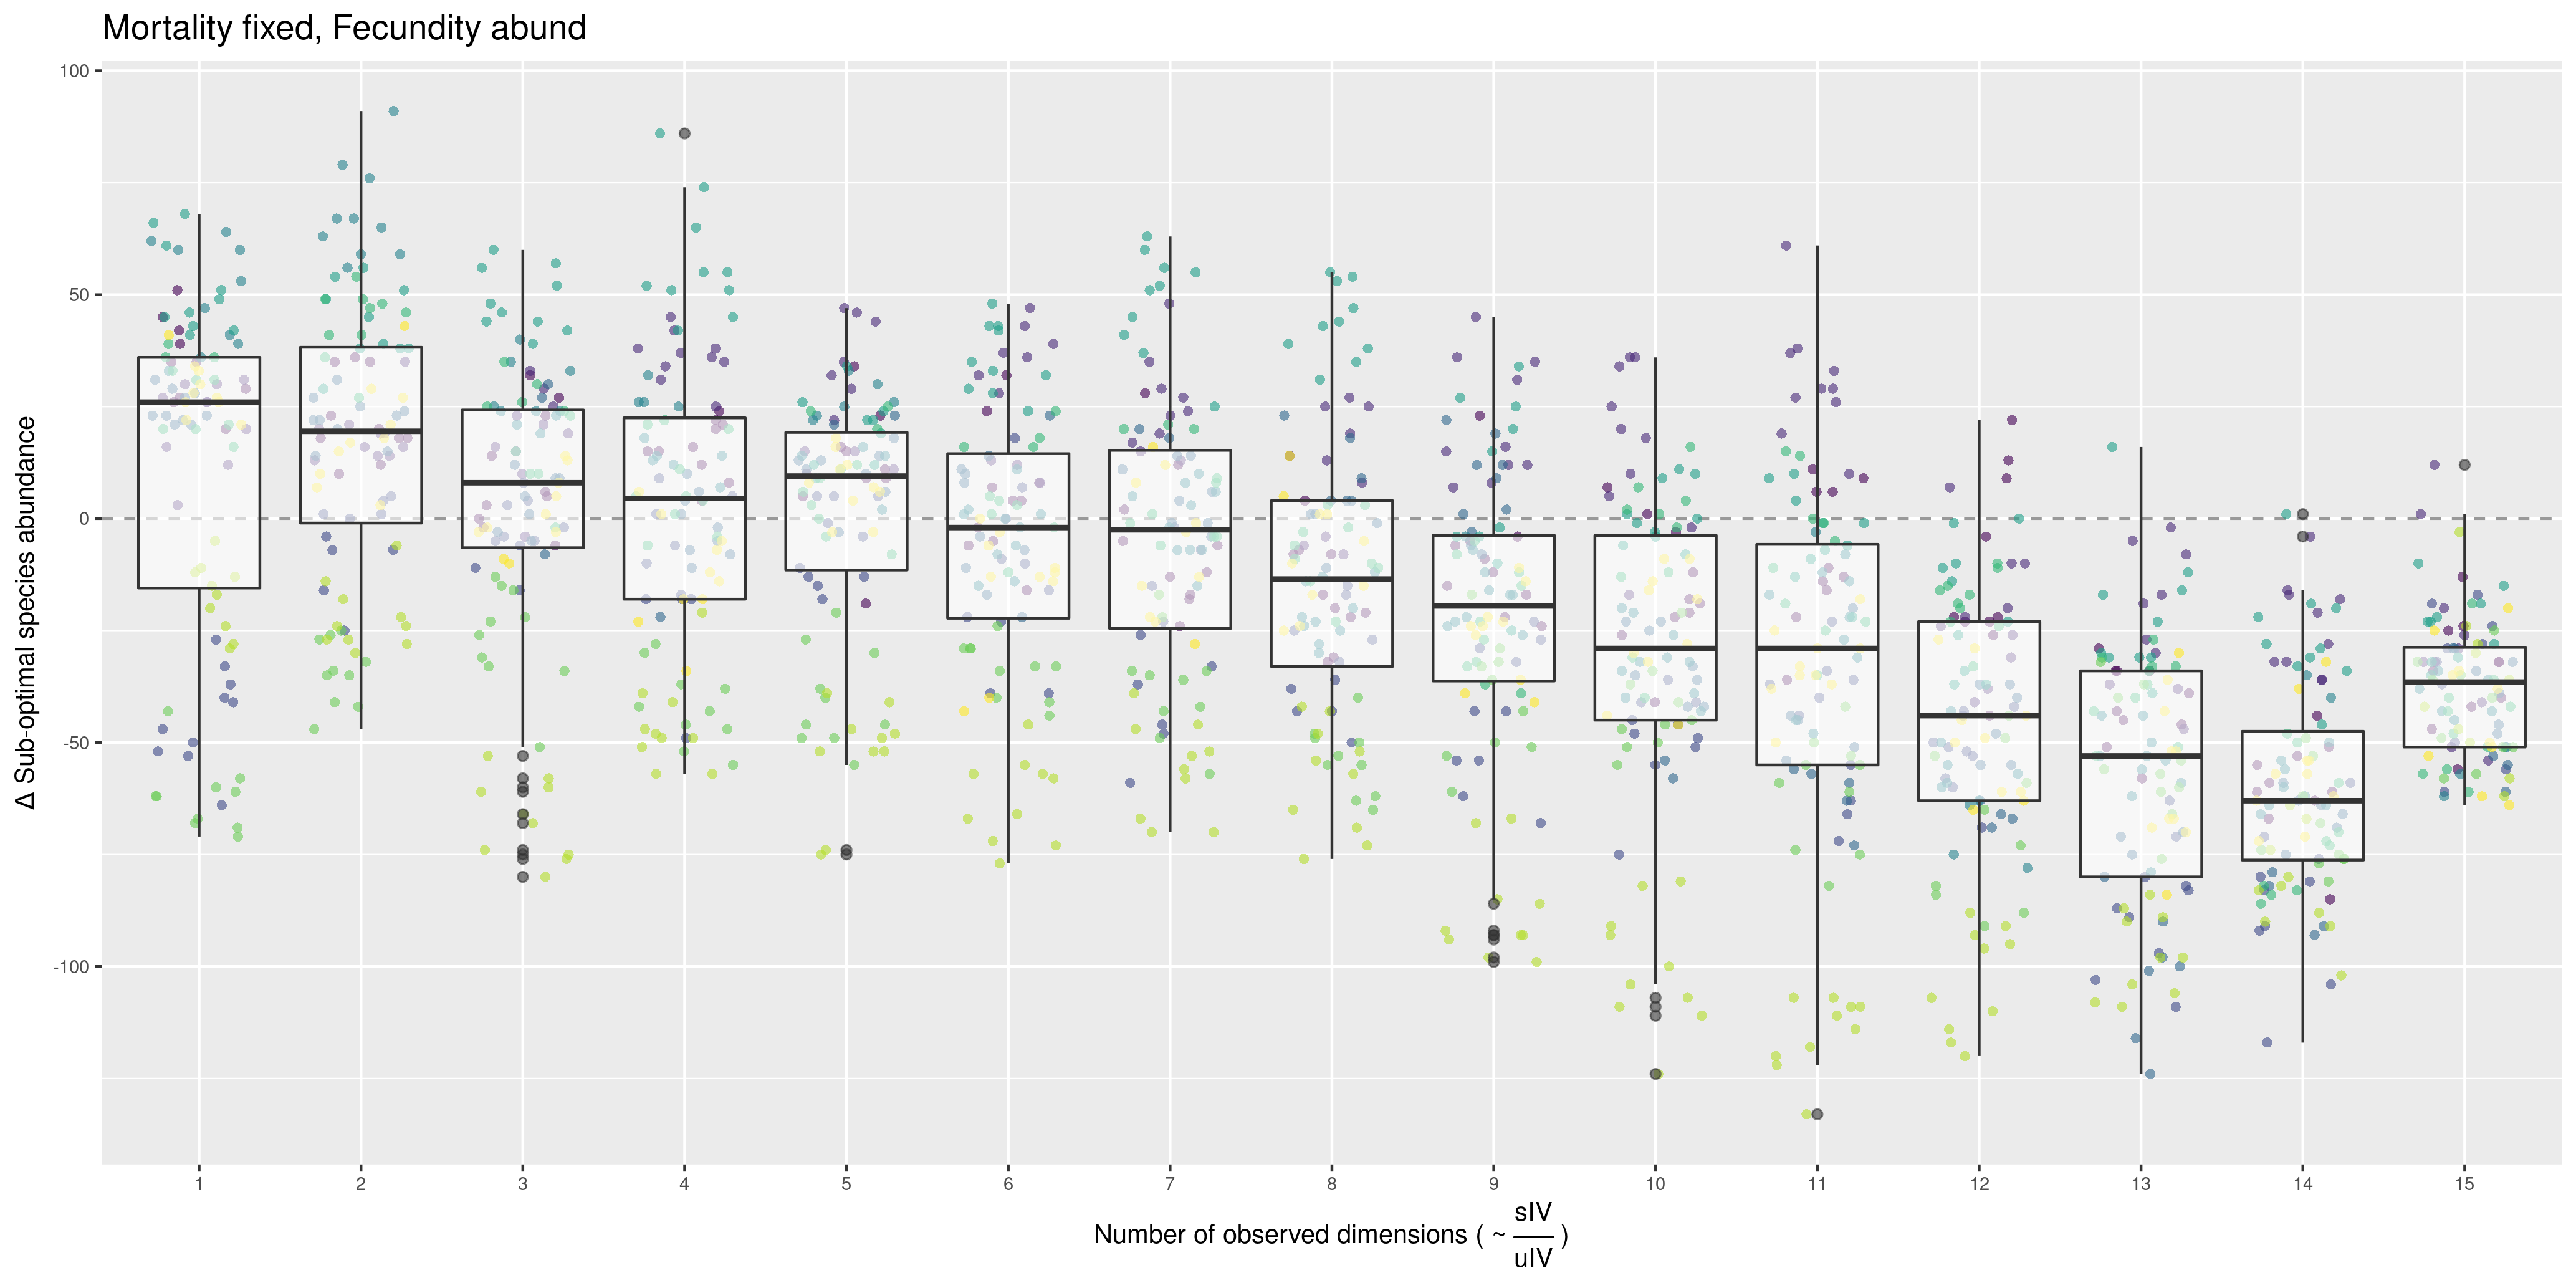 Mortality fixed, Fecundity abund
Δ Sub-optimal species abundance
100
50
0
-50
-100
1 2 3 4 5 6 7 8 9 10 11 12 13 14 15
Number of observed dimensions ( ~ sIV / uIV )